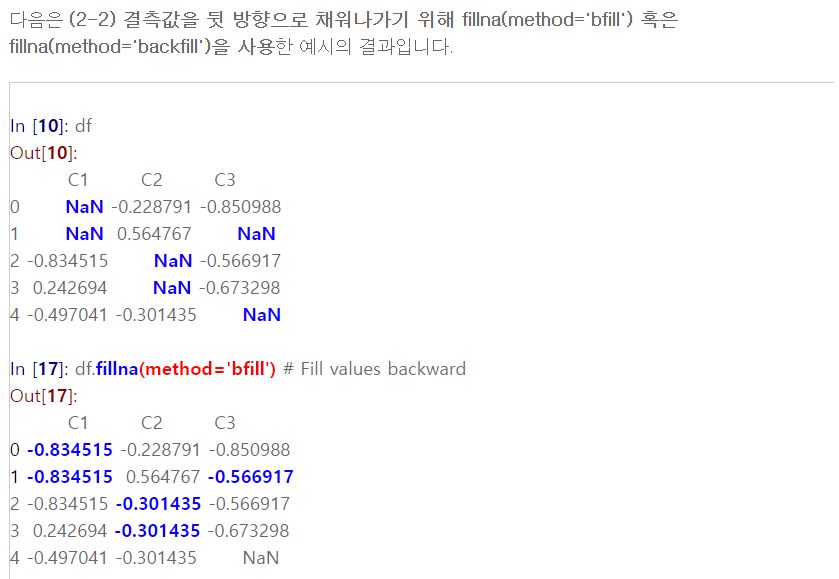 다음은 (2-2) 결측값을 뒷 방향으로 채워나가기 위해 fillna(method='bfill') 혹은
fillna(method='backfill')을 사용한 예시의 결과입니다.
In [10]: df
Out[10]:
C1 C2 C3
0 NaN -0.228791 -0.850988
1 NaN 0.564767 NaN
2 -0.834515 NaN -0.566917
3 0.242694 NaN -0.673298
4 -0.497041 -0.301435 NaN
In [17]: df.fillna(method='bfill') # Fill values backward
Out[17]:
C1 C2 C3
0 -0.834515 -0.228791 -0.850988
1 -0.834515 0.564767 -0.566917
2 -0.834515 -0.301435 -0.566917
3 0.242694 -0.301435 -0.673298
4 -0.497041 -0.301435 NaN